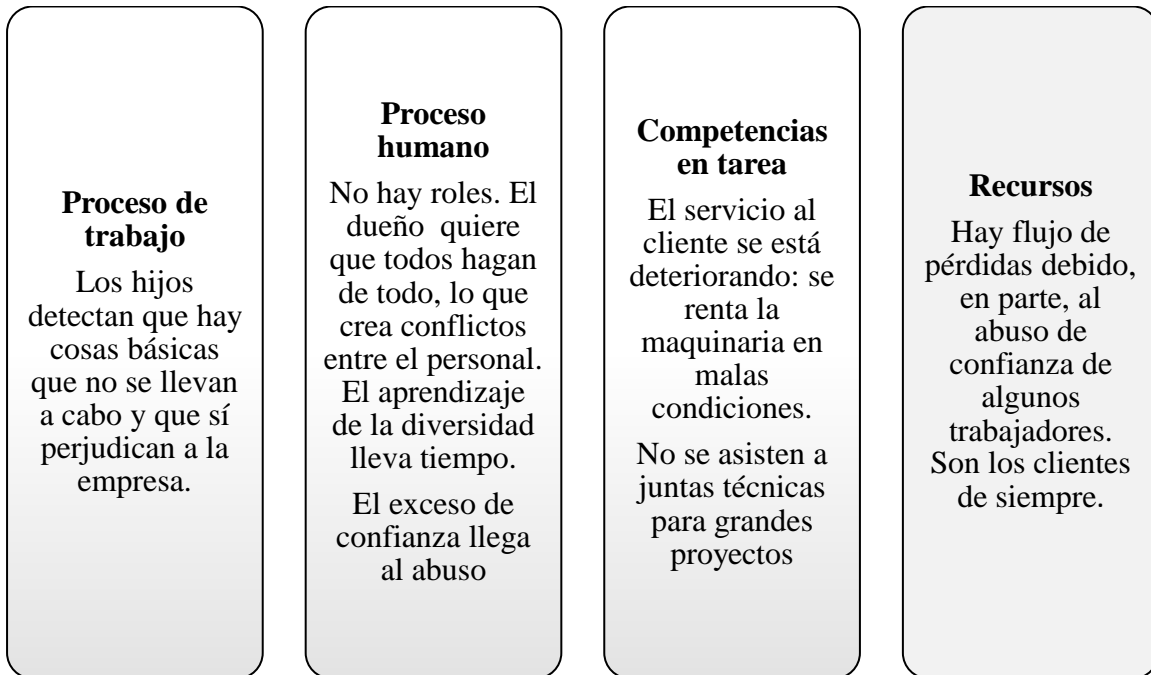 Proceso de
trabajo
Los hijos
detectan que hay
cosas básicas
que no se llevan
a cabo y que sí
perjudican a la
empresa.
Proceso
humano
No hay roles. El
dueño quiere
que todos hagan
de todo, lo que
crea conflictos
entre el personal.
El aprendizaje
de la diversidad
lleva tiempo.
El exceso de
confianza llega
al abuso
Competencias
en tarea
El servicio al
cliente se está
deteriorando: se
renta la
maquinaria en
malas
condiciones.
No se asisten a
juntas técnicas
para grandes
proyectos
Recursos
Hay flujo de
pérdidas debido,
en parte, al
abuso de
confianza de
algunos
trabajadores.
Son los clientes
de siempre.